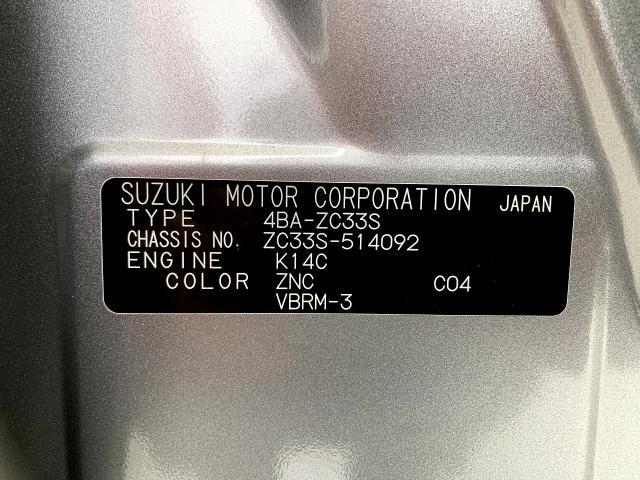 SUZUKI MOTOR CORPORATION JAPAN
TYPE 4BA-ZC33S
CHASSIS NO. ZC33S-514092
ENGINE K14C
COLOR ZNC C04
VBRM-3